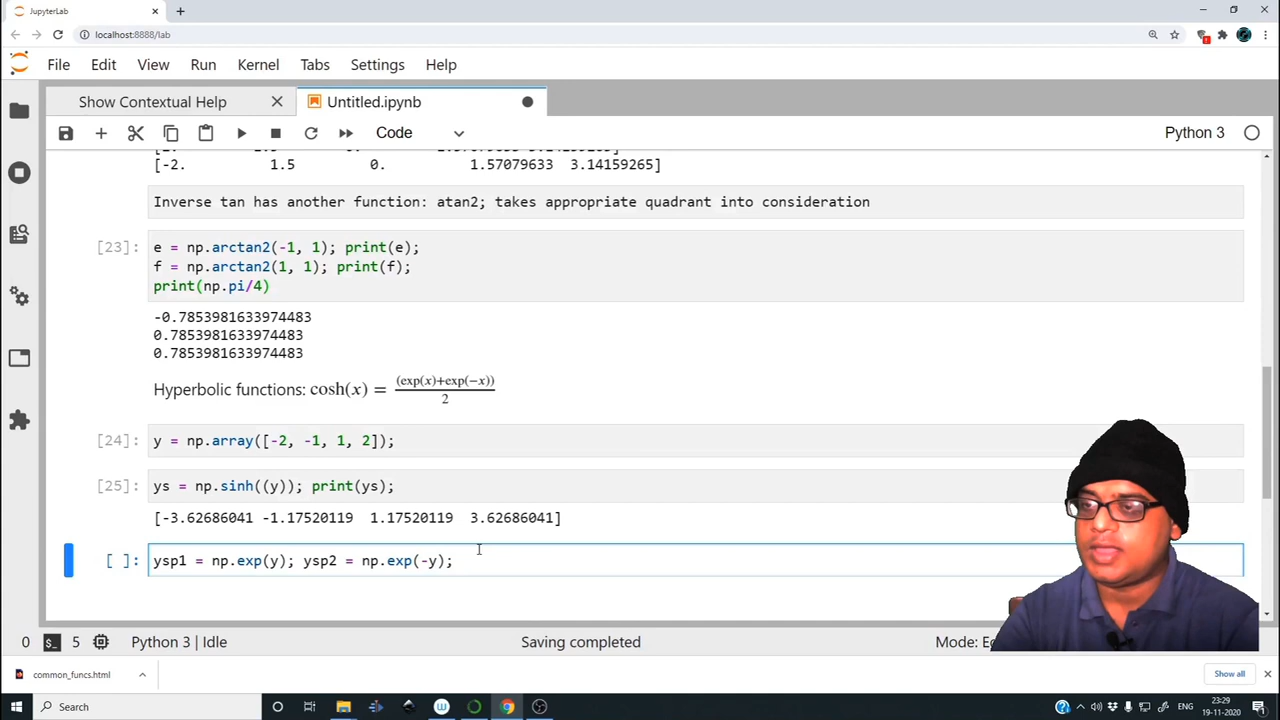 JupyterLab
localhost:8888/lab
File Edit View Run Kernel Tabs Settings Help
Show Contextual Help Untitled.ipynb
Code Python 3
[-2. 1.5 0. 1.57079633 3.14159265]
Inverse tan has another function: atan2; takes appropriate quadrant into consideration
[23]: e = np.arctan2(-1, 1); print(e);
f = np.arctan2(1, 1); print(f);
print(np.pi/4)
-0.7853981633974483
0.7853981633974483
0.7853981633974483
Hyperbolic functions: cosh(x) = (exp(x)+exp(−x)) / 2
[24]: y = np.array([-2, -1, 1, 2]);
[25]: ys = np.sinh((y)); print(ys);
[-3.62686041 -1.17520119 1.17520119 3.62686041]
[ ]: ysp1 = np.exp(y); ysp2 = np.exp(-y);
0 5 Python 3 | Idle Saving completed Mode:
common_funcs.html Show all
Search ENG 23:29
19-11-2020